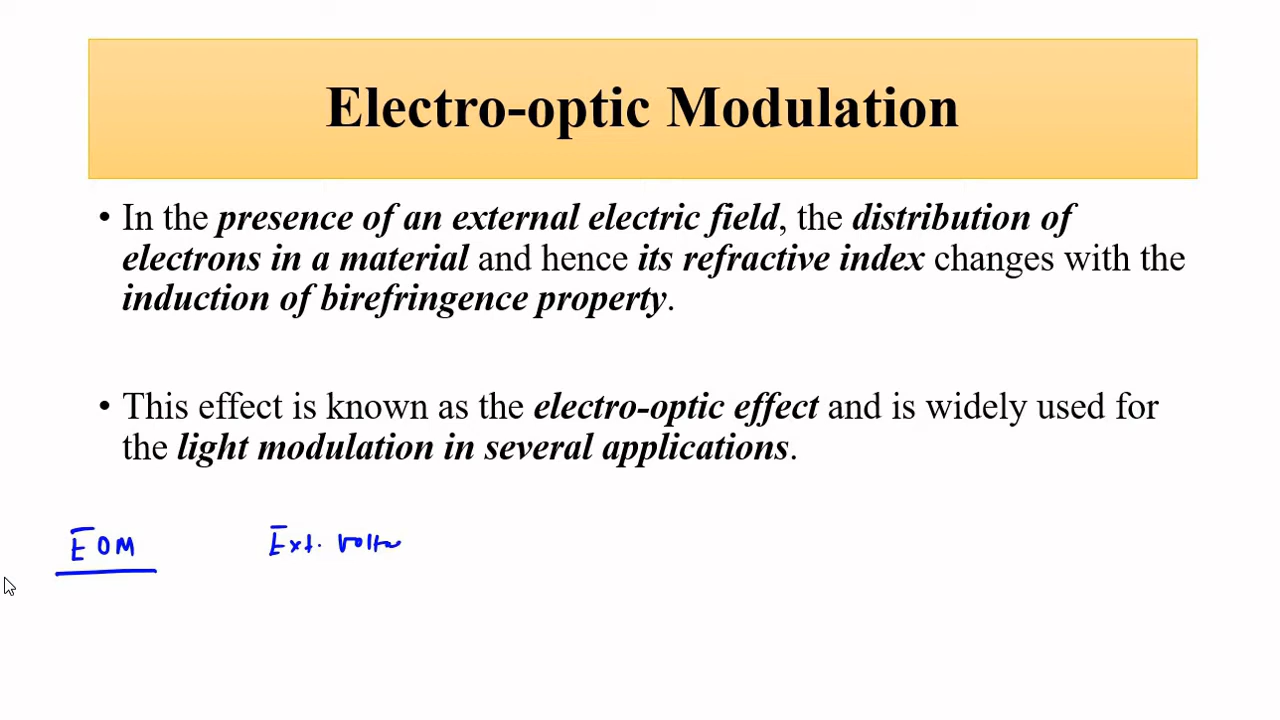 Electro-optic Modulation
• In the presence of an external electric field, the distribution of
electrons in a material and hence its refractive index changes with the
induction of birefringence property.
• This effect is known as the electro-optic effect and is widely used for
the light modulation in several applications.
EOM Ext.